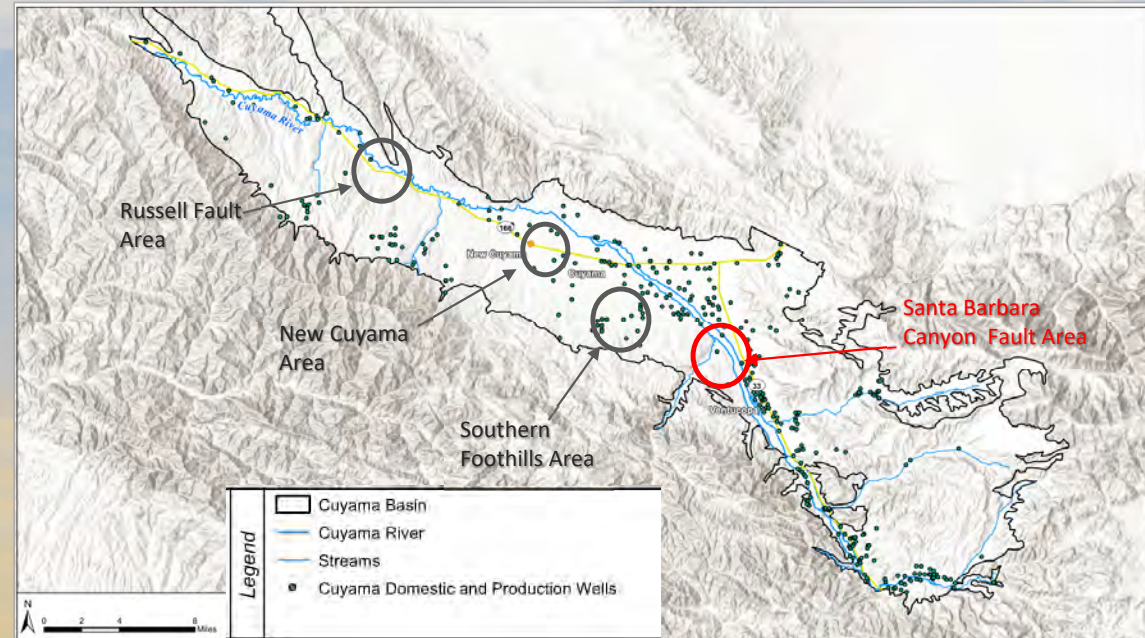 Cuyama River
Russell Fault
Area
166
New Cuyama
Cuyama
New Cuyama
Area
Santa Barbara
Canyon Fault Area
33
Ventucopa
Southern
Foothills Area
Legend
Cuyama Basin
Cuyama River
Streams
Cuyama Domestic and Production Wells
N
0 2 4 8
Miles